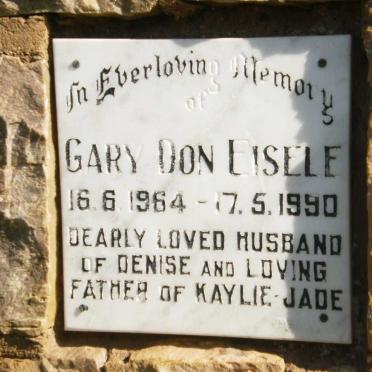 In Everloving Memory
of
GARY DON EISELE
16.6.1964 - 17.5.1990
DEARLY LOVED HUSBAND
OF DENISE AND LOVING
FATHER OF KAYLIE-JADE